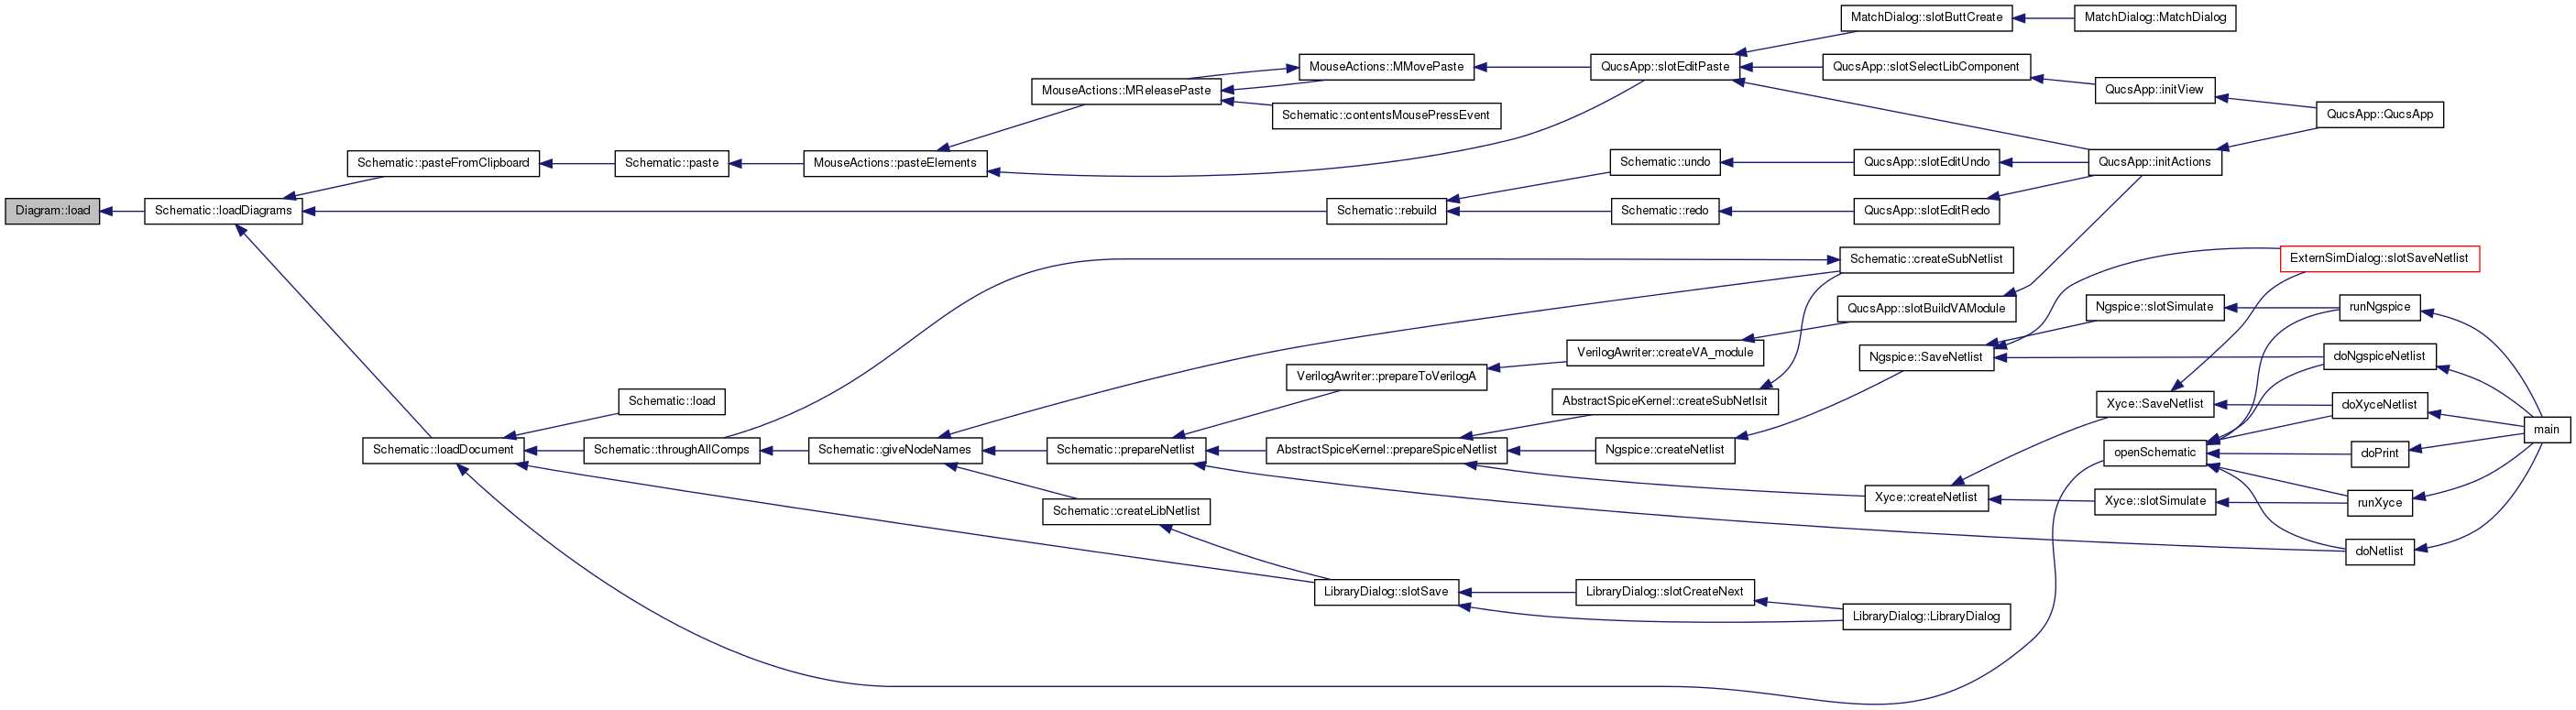 MatchDialog::slotButtCreate
MatchDialog::MatchDialog
MouseActions::MMovePaste
QucsApp::slotEditPaste
QucsApp::slotSelectLibComponent
MouseActions::MReleasePaste
QucsApp::initView
Schematic::contentsMousePressEvent
QucsApp::QucsApp
Schematic::pasteFromClipboard
Schematic::paste
MouseActions::pasteElements
Schematic::undo
QucsApp::slotEditUndo
QucsApp::initActions
Diagram::load
Schematic::loadDiagrams
Schematic::rebuild
Schematic::redo
QucsApp::slotEditRedo
Schematic::createSubNetlist
ExternSimDialog::slotSaveNetlist
QucsApp::slotBuildVAModule
Ngspice::slotSimulate
runNgspice
VerilogAwriter::createVA_module
Ngspice::SaveNetlist
doNgspiceNetlist
VerilogAwriter::prepareToVerilogA
Schematic::load
AbstractSpiceKernel::createSubNetlsit
Xyce::SaveNetlist
doXyceNetlist
main
Schematic::loadDocument
Schematic::throughAllComps
Schematic::giveNodeNames
Schematic::prepareNetlist
AbstractSpiceKernel::prepareSpiceNetlist
Ngspice::createNetlist
openSchematic
doPrint
Schematic::createLibNetlist
Xyce::createNetlist
Xyce::slotSimulate
runXyce
doNetlist
LibraryDialog::slotSave
LibraryDialog::slotCreateNext
LibraryDialog::LibraryDialog